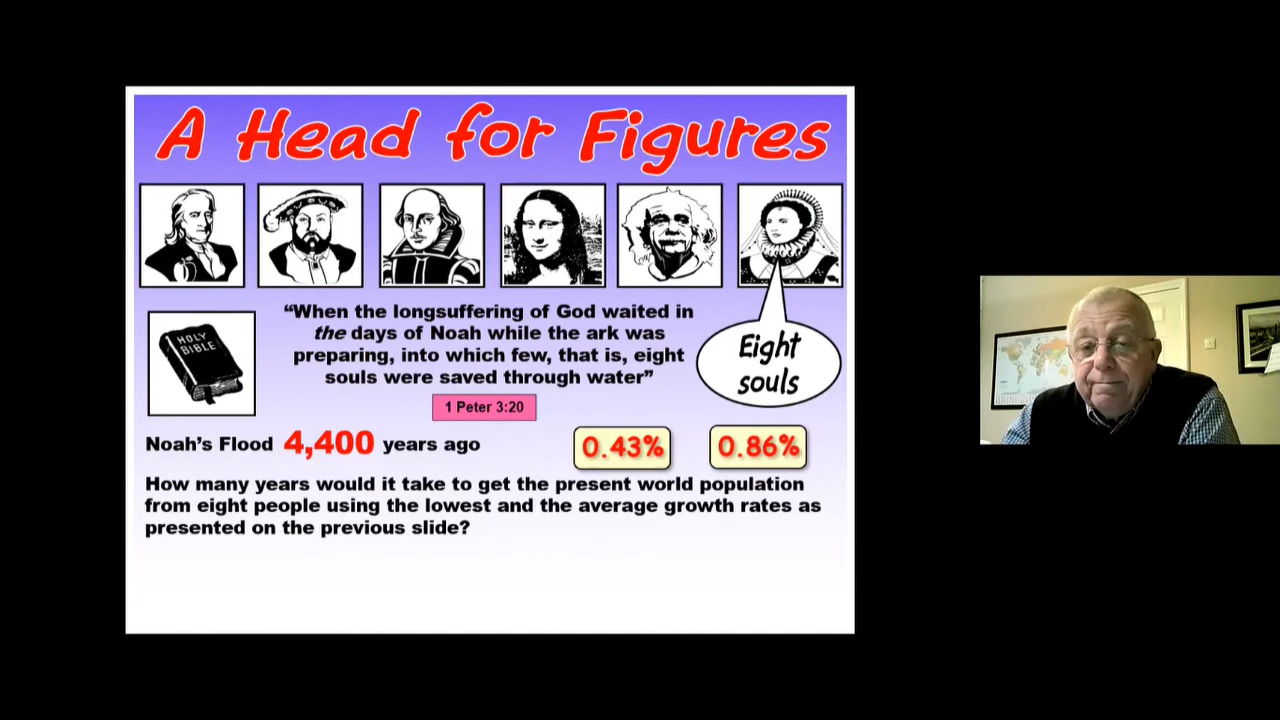 A Head for Figures
"When the longsuffering of God waited in
the days of Noah while the ark was
preparing, into which few, that is, eight
souls were saved through water"
HOLY
BIBLE
Eight
souls
1 Peter 3:20
Noah's Flood 4,400 years ago
0.43%
0.86%
How many years would it take to get the present world population
from eight people using the lowest and the average growth rates as
presented on the previous slide?